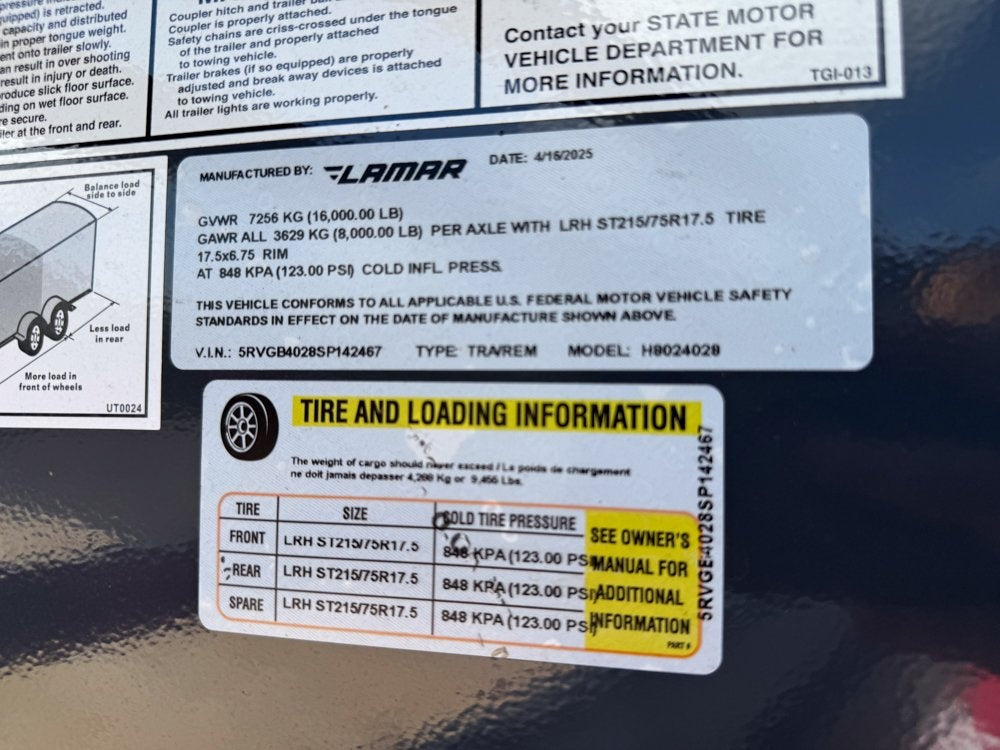 uipped) is retracted.
capacity and distributed
in proper tongue weight.
ent onto trailer slowly.
an result in over shooting
result in injury or death.
roduce slick floor surface.
ding on wet floor surface.
re secure.
iler at the front and rear.
Coupler hitch and trailer
Coupler is properly attached.
Safety chains are criss-crossed under the tongue
of the trailer and properly attached
to towing vehicle.
Trailer brakes (if so equipped) are properly
adjusted and break away devices is attached
to towing vehicle.
All trailer lights are working properly.
Contact your STATE MOTOR
VEHICLE DEPARTMENT FOR
MORE INFORMATION.
TGI-013
Balance load
side to side
Less load
in rear
More load in
front of wheels
UT0024
MANUFACTURED BY: LAMAR DATE: 4/16/2025
GVWR 7256 KG (16,000.00 LB)
GAWR ALL 3629 KG (8,000.00 LB) PER AXLE WITH LRH ST215/75R17.5 TIRE
17.5x6.75 RIM
AT 848 KPA (123.00 PSI) COLD INFL. PRESS.
THIS VEHICLE CONFORMS TO ALL APPLICABLE U.S. FEDERAL MOTOR VEHICLE SAFETY
STANDARDS IN EFFECT ON THE DATE OF MANUFACTURE SHOWN ABOVE.
V.I.N.: 5RVGB4028SP142467 TYPE: TRA/REM MODEL: H8024028
TIRE AND LOADING INFORMATION
The weight of cargo should never exceed / Le poids de chargement
ne doit jamais depasser 4,288 Kg or 9,456 Lbs.
TIRE SIZE COLD TIRE PRESSURE
FRONT LRH ST215/75R17.5 848 KPA (123.00 PSI)
REAR LRH ST215/75R17.5 848 KPA (123.00 PSI)
SPARE LRH ST215/75R17.5 848 KPA (123.00 PSI)
SEE OWNER'S
MANUAL FOR
ADDITIONAL
INFORMATION
PART #
5RVGE4028SP142467